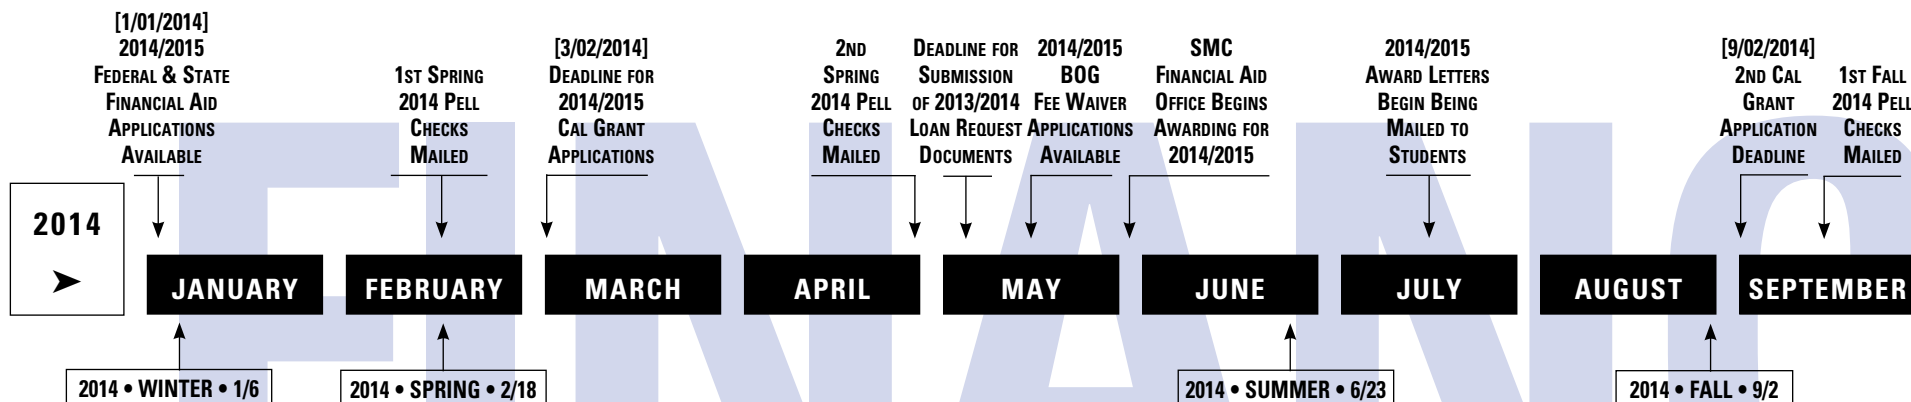 [1/01/2014]
2014/2015
Federal & State
Financial Aid
Applications
Available
1st Spring
2014 Pell
Checks
Mailed
[3/02/2014]
Deadline for
2014/2015
Cal Grant
Applications
2nd
Spring
2014 Pell
Checks
Mailed
Deadline for
Submission
of 2013/2014
Loan Request
Documents
2014/2015
BOG
Fee Waiver
Applications
Available
SMC
Financial Aid
Office Begins
Awarding for
2014/2015
2014/2015
Award Letters
Begin Being
Mailed to
Students
[9/02/2014]
2nd Cal
Grant
Application
Deadline
1st Fall
2014 Pell
Checks
Mailed
2014
JANUARY
FEBRUARY
MARCH
APRIL
MAY
JUNE
JULY
AUGUST
SEPTEMBER
2014 • WINTER • 1/6
2014 • SPRING • 2/18
2014 • SUMMER • 6/23
2014 • FALL • 9/2
FINANC